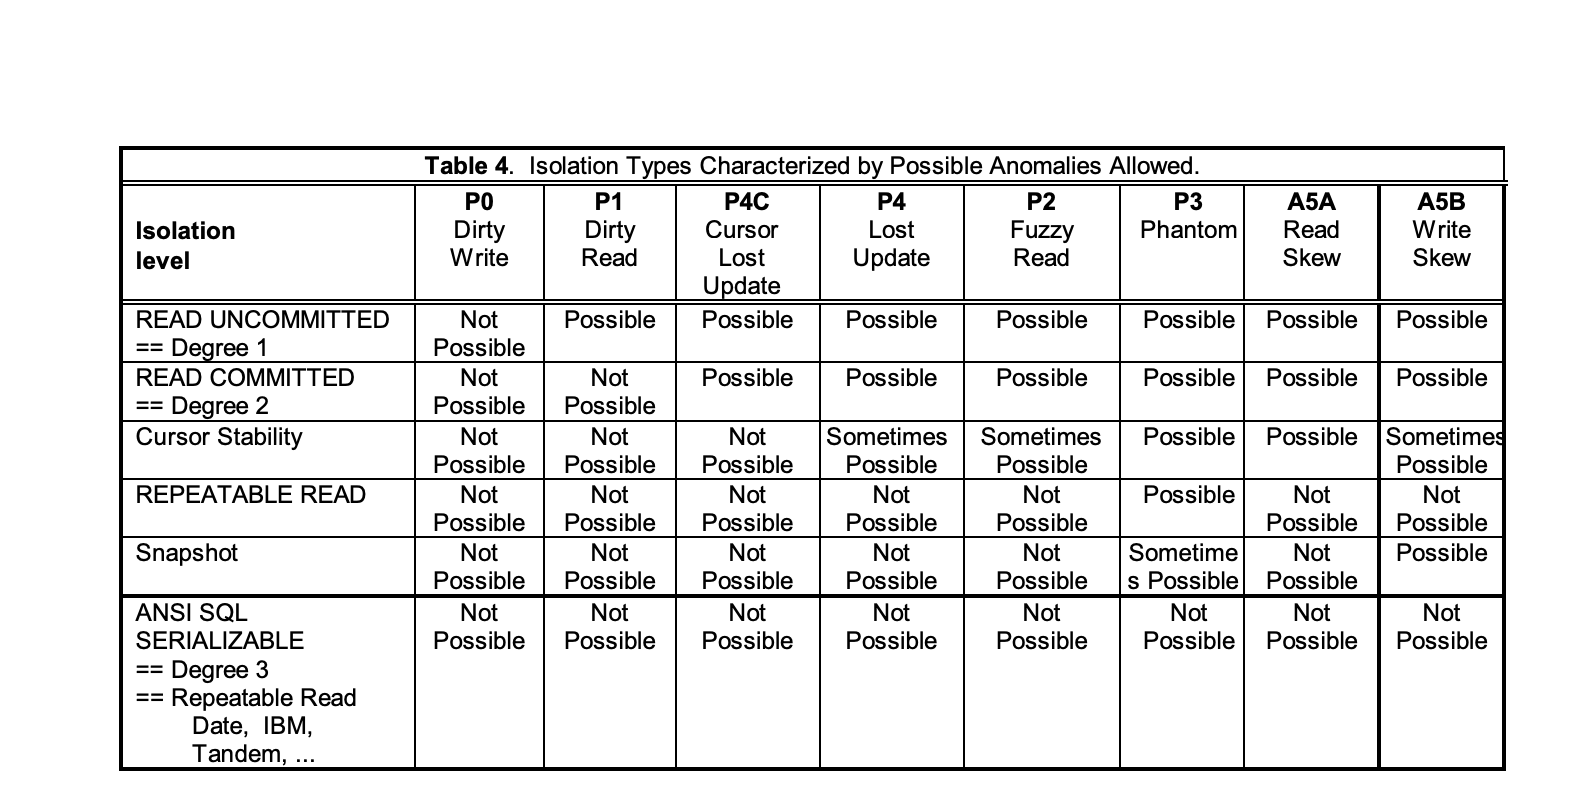 Table 4. Isolation Types Characterized by Possible Anomalies Allowed.
Isolation level P0 Dirty Write P1 Dirty Read P4C Cursor Lost Update P4 Lost Update P2 Fuzzy Read P3 Phantom A5A Read Skew A5B Write Skew
READ UNCOMMITTED == Degree 1 Not Possible Possible Possible Possible Possible Possible Possible Possible
READ COMMITTED == Degree 2 Not Possible Not Possible Possible Possible Possible Possible Possible Possible
Cursor Stability Not Possible Not Possible Not Possible Sometimes Possible Sometimes Possible Possible Possible Sometimes Possible
REPEATABLE READ Not Possible Not Possible Not Possible Not Possible Not Possible Possible Not Possible Not Possible
Snapshot Not Possible Not Possible Not Possible Not Possible Not Possible Sometimes Possible Not Possible Possible
ANSI SQL SERIALIZABLE == Degree 3 == Repeatable Read Date, IBM, Tandem, ... Not Possible Not Possible Not Possible Not Possible Not Possible Not Possible Not Possible Not Possible